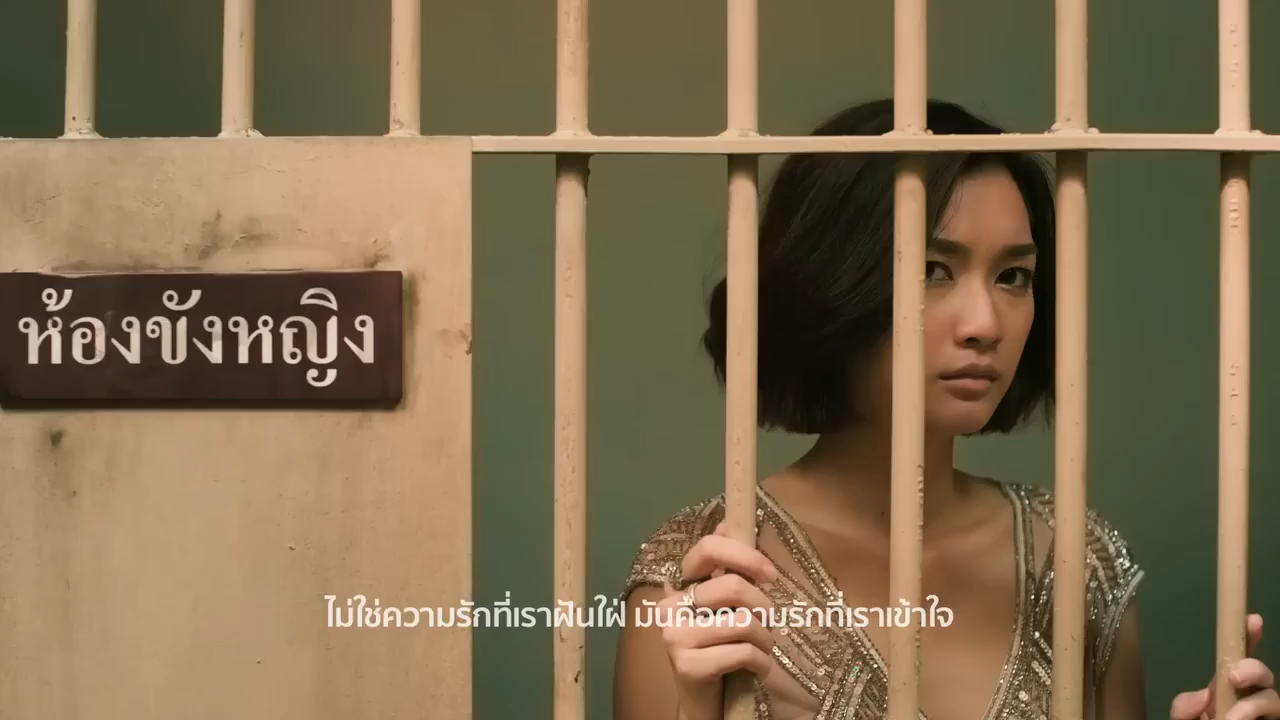 ห้องขังหญิง
ไม่ใช่ความรักที่เราฝันใฝ่ มันคือความรักที่เราเข้าใจ